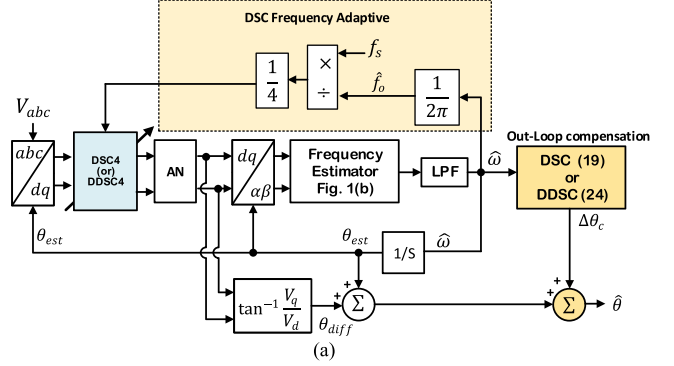 DSC Frequency Adaptive
1/4
×
÷
f_s
f̂_o
1/2π
V_abc
abc
dq
DSC4
(or)
DDSC4
AN
dq
αβ
Frequency
Estimator
Fig. 1(b)
LPF
ω̂
Out-Loop compensation
DSC (19)
or
DDSC (24)
Δθ_c
θ_est
θ_est
1/S
ω̂
tan⁻¹ V_q/V_d
θ_diff
+
+
Σ
+
+
Σ
θ̂
(a)